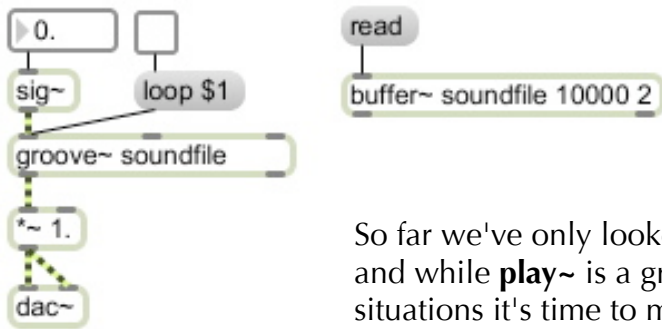 0.
sig~
loop $1
groove~ soundfile
*~ 1.
dac~
read
buffer~ soundfile 10000 2
So far we've only look
and while play~ is a gr
situations it's time to m